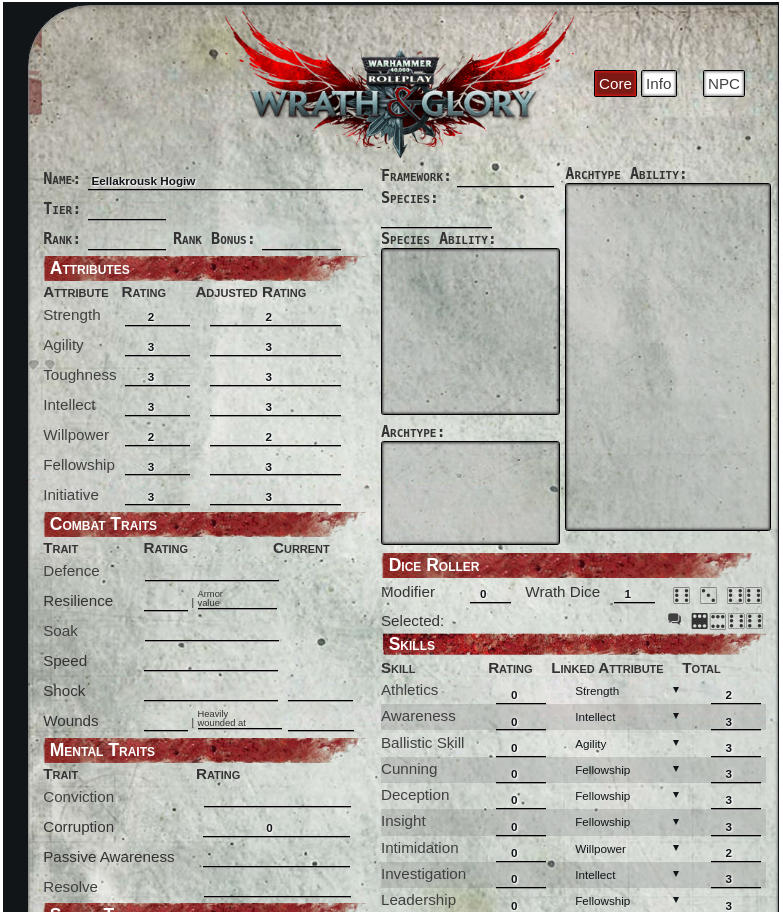 WARHAMMER
40,000
ROLEPLAY
WRATH & GLORY
Core Info NPC
Name: Eellakrousk Hogiw
Tier:
Rank: Rank Bonus:
Framework:
Species:
Species Ability:
Archtype:
Archtype Ability:
Attributes
Attribute Rating Adjusted Rating
Strength 2 2
Agility 3 3
Toughness 3 3
Intellect 3 3
Willpower 2 2
Fellowship 3 3
Initiative 3 3
Combat Traits
Trait Rating Current
Defence
Resilience | Armor value
Soak
Speed
Shock
Wounds | Heavily wounded at
Mental Traits
Trait Rating
Conviction
Corruption 0
Passive Awareness
Resolve
Dice Roller
Modifier 0 Wrath Dice 1
Selected:
Skills
Skill Rating Linked Attribute Total
Athletics 0 Strength 2
Awareness 0 Intellect 3
Ballistic Skill 0 Agility 3
Cunning 0 Fellowship 3
Deception 0 Fellowship 3
Insight 0 Fellowship 3
Intimidation 0 Willpower 2
Investigation 0 Intellect 3
Leadership 0 Fellowship 3